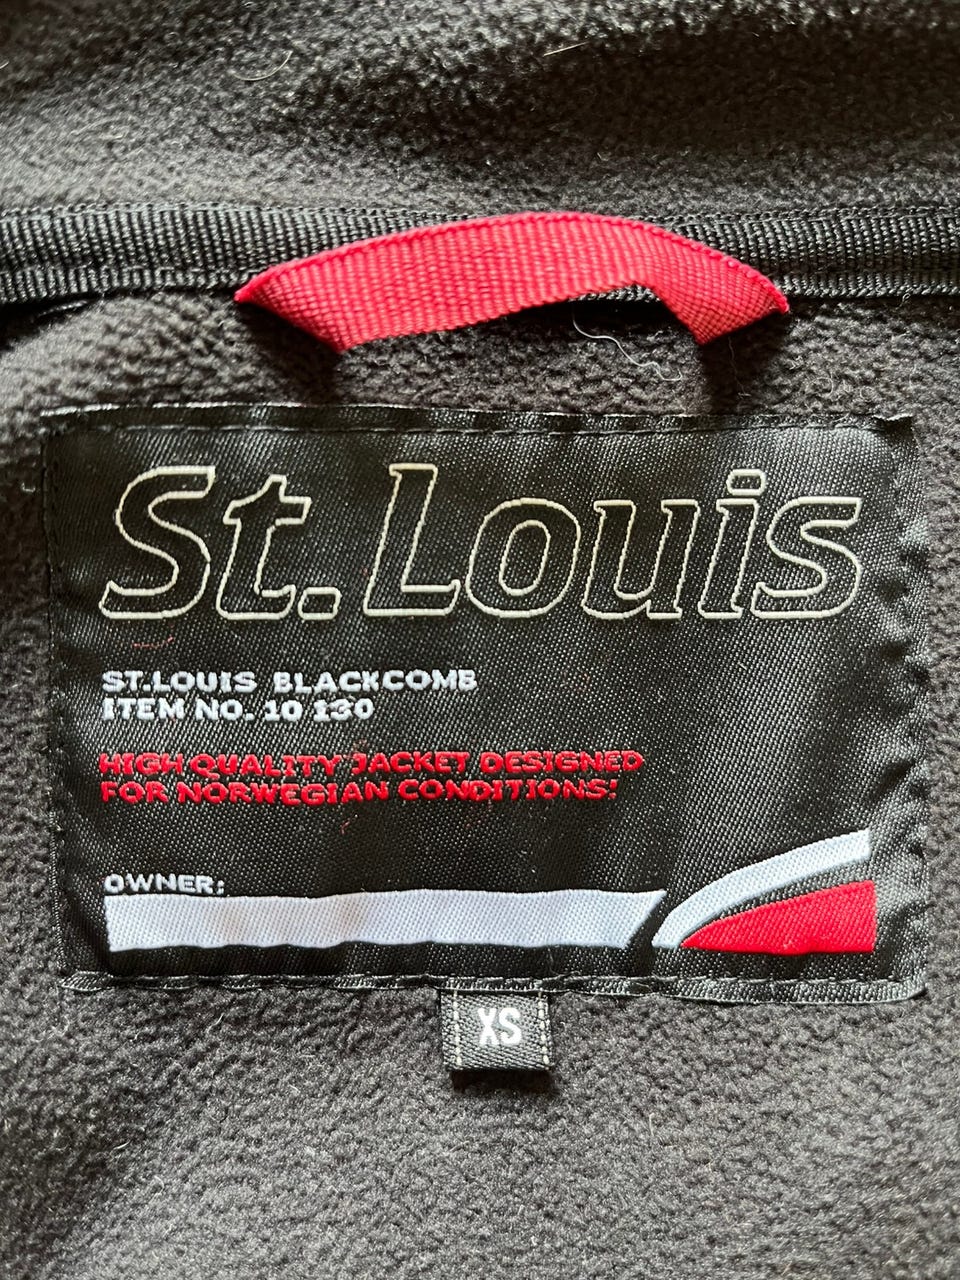 St. Louis
ST.LOUIS BLACKCOMB
ITEM NO. 10 130
HIGH QUALITY JACKET DESIGNED
FOR NORWEGIAN CONDITIONS!
OWNER:
XS